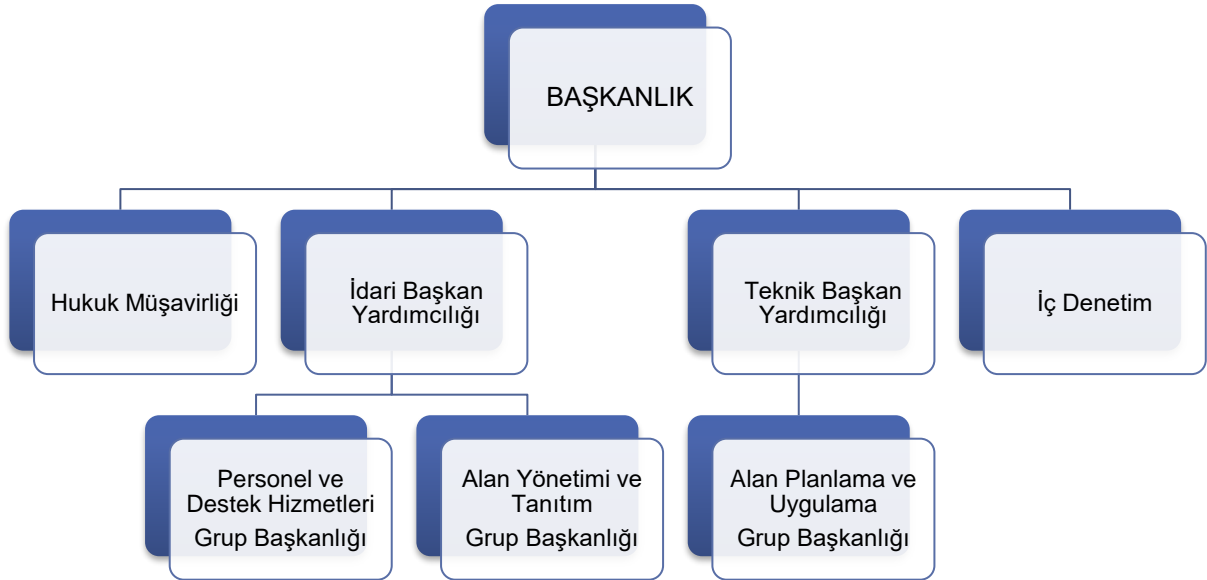 BAŞKANLIK
Hukuk Müşavirliği
İdari Başkan
Yardımcılığı
Teknik Başkan
Yardımcılığı
İç Denetim
Personel ve
Destek Hizmetleri
Grup Başkanlığı
Alan Yönetimi ve
Tanıtım
Grup Başkanlığı
Alan Planlama ve
Uygulama
Grup Başkanlığı